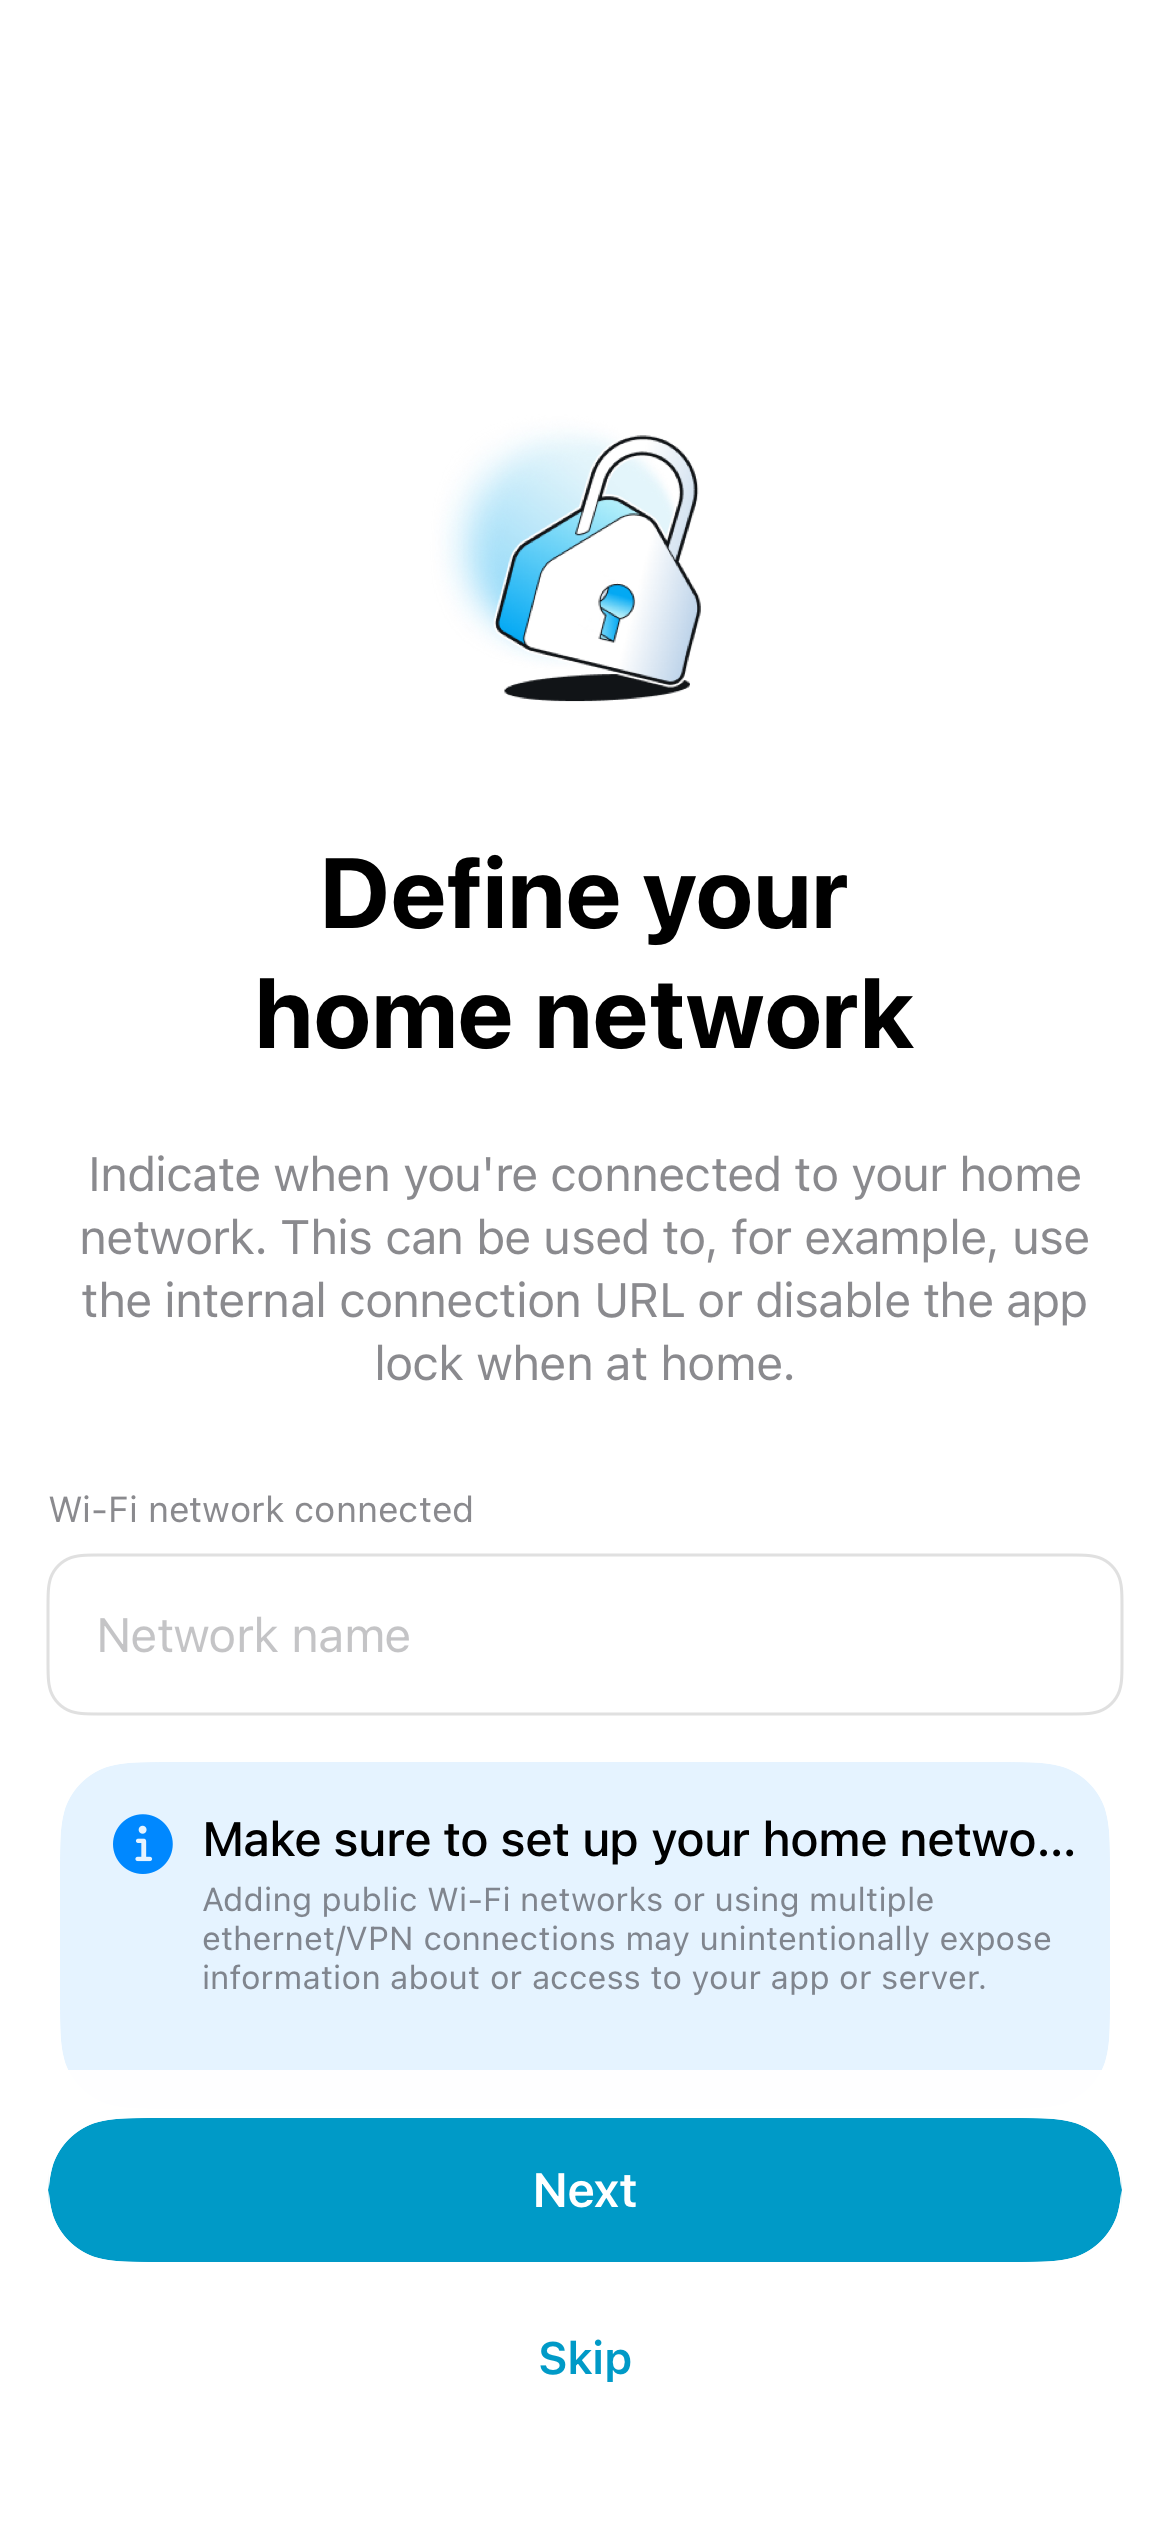 Define your
home network
Indicate when you're connected to your home
network. This can be used to, for example, use
the internal connection URL or disable the app
lock when at home.
Wi-Fi network connected
Network name
Make sure to set up your home netwo...
Adding public Wi-Fi networks or using multiple
ethernet/VPN connections may unintentionally expose
information about or access to your app or server.
Next
Skip